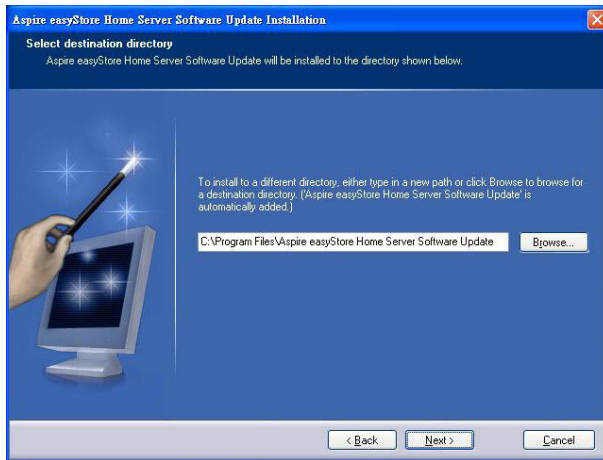 Aspire easyStore Home Server Software Update Installation
Select destination directory
Aspire easyStore Home Server Software Update will be installed to the directory shown below.
To install to a different directory, either type in a new path or click Browse to browse for
a destination directory. ('Aspire easyStore Home Server Software Update' is
automatically added.)
C:\Program Files\Aspire easyStore Home Server Software Update
Browse...
< Back
Next >
Cancel